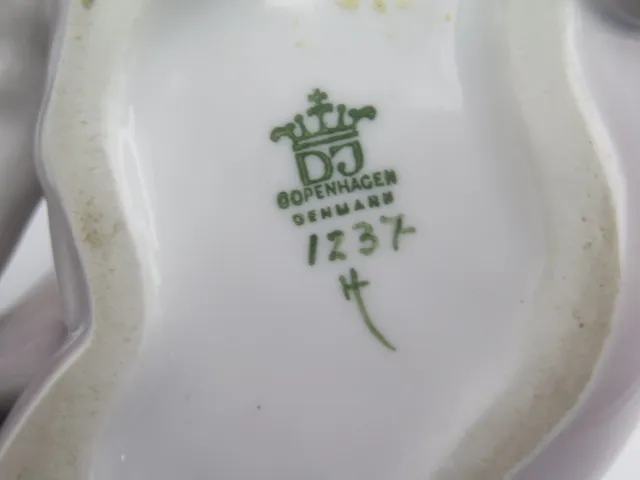 DJ
COPENHAGEN
DENMARK
1237
H